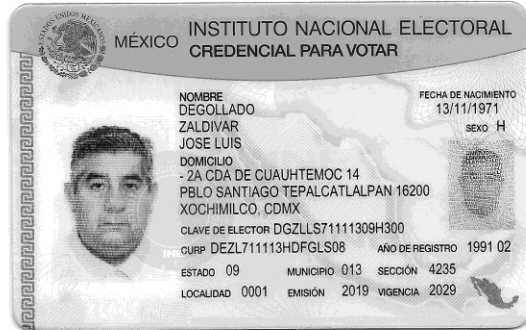 MÉXICO INSTITUTO NACIONAL ELECTORAL
CREDENCIAL PARA VOTAR
NOMBRE
DEGOLLADO
ZALDIVAR
JOSE LUIS
FECHA DE NACIMIENTO
13/11/1971
SEXO H
DOMICILIO
- 2A CDA DE CUAUHTEMOC 14
PBLO SANTIAGO TEPALCATLALPAN 16200
XOCHIMILCO, CDMX
CLAVE DE ELECTOR DGZLLS71111309H300
CURP DEZL711113HDFGLS08 AÑO DE REGISTRO 1991 02
ESTADO 09 MUNICIPIO 013 SECCIÓN 4235
LOCALIDAD 0001 EMISIÓN 2019 VIGENCIA 2029